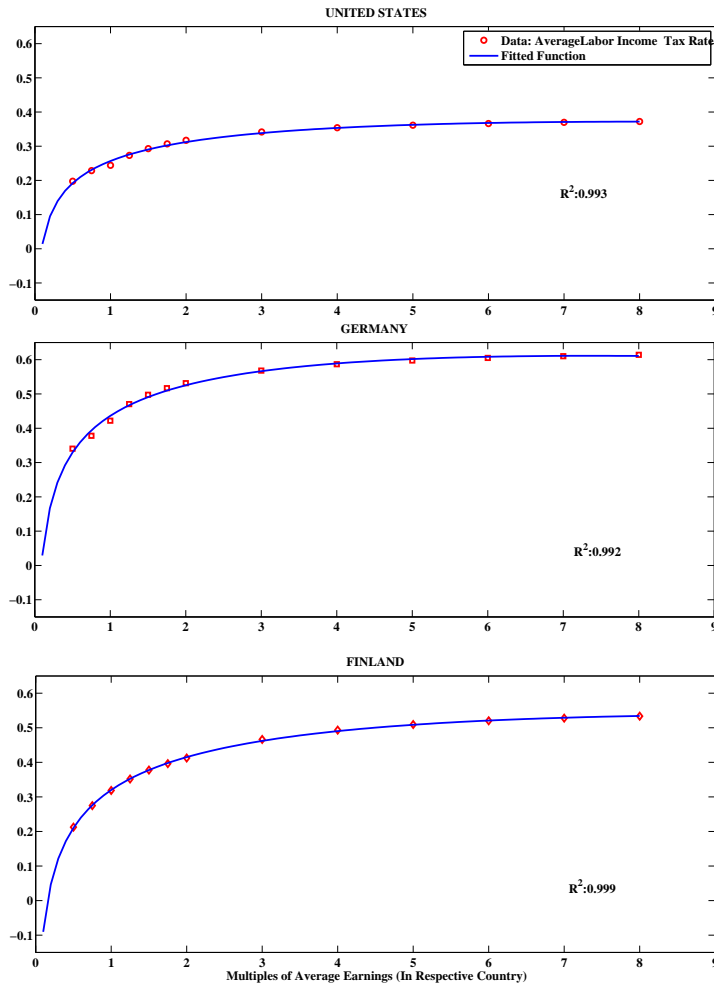 UNITED STATES
0.6
0.5
0.4
0.3
0.2
0.1
0
−0.1
0 1 2 3 4 5 6 7 8 9
Data: AverageLabor Income Tax Rate
Fitted Function
R2:0.993
GERMANY
0.6
0.5
0.4
0.3
0.2
0.1
0
−0.1
0 1 2 3 4 5 6 7 8 9
R2:0.992
FINLAND
0.6
0.5
0.4
0.3
0.2
0.1
0
−0.1
0 1 2 3 4 5 6 7 8 9
R2:0.999
Multiples of Average Earnings (In Respective Country)